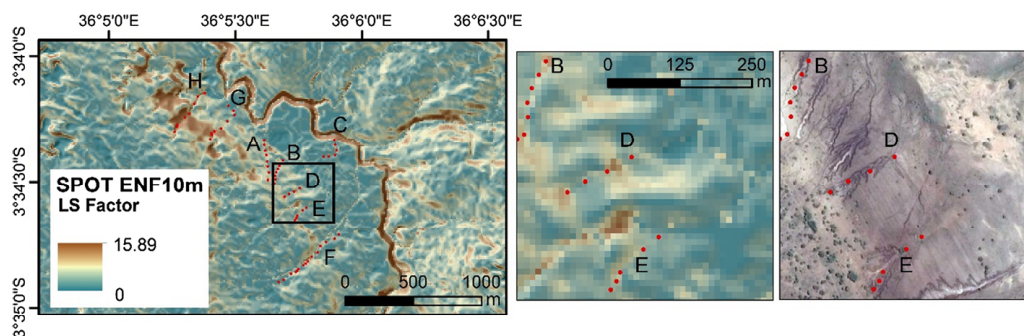 36°5'0"E 36°5'30"E 36°6'0"E 36°6'30"E
3°34'0"S
3°34'30"S
3°35'0"S
H
G
A
C
B
D
E
F
SPOT ENF10m
LS Factor
15.89
0
0 500 1000
m
B
0 125 250
m
D
E
B
D
E